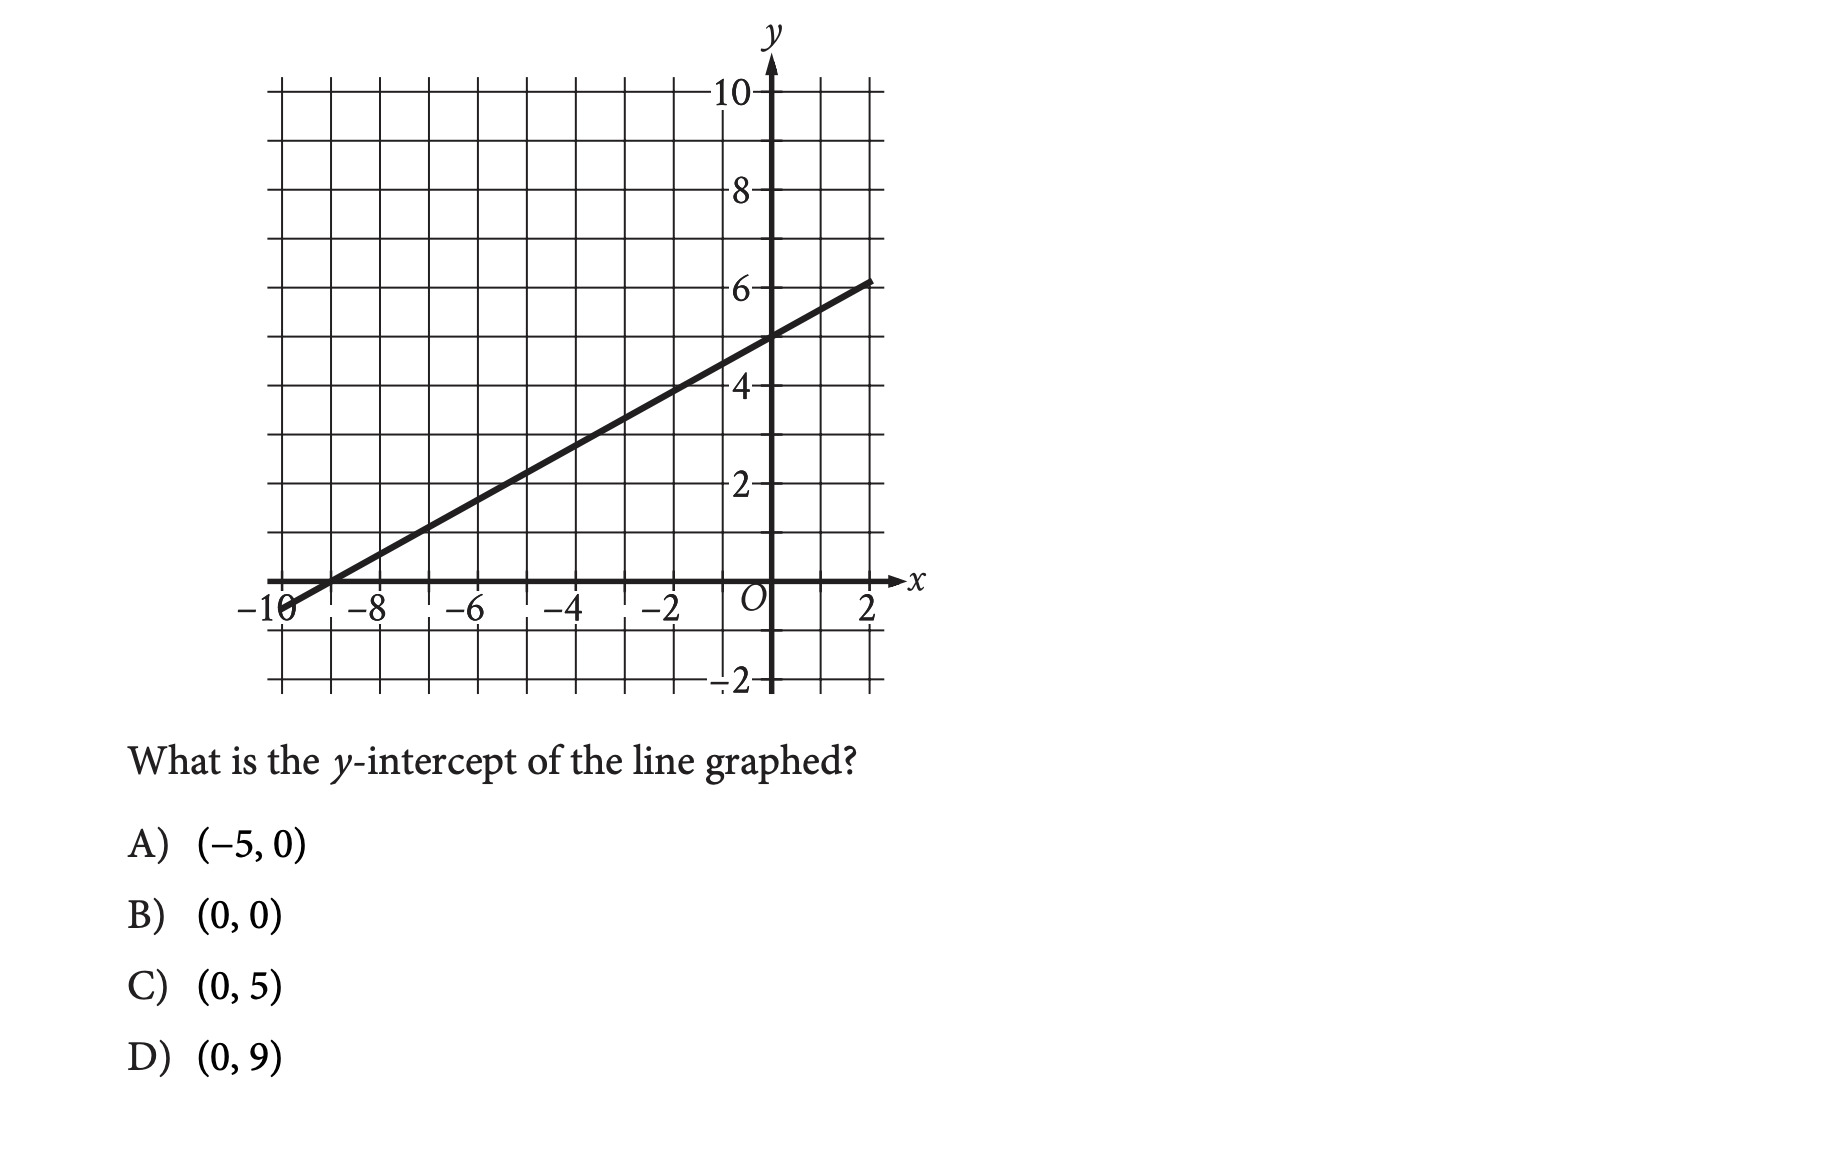 y
10
8
6
4
2
–10 –8 –6 –4 –2 O 2 x
–2
What is the y-intercept of the line graphed?
A) (–5, 0)
B) (0, 0)
C) (0, 5)
D) (0, 9)